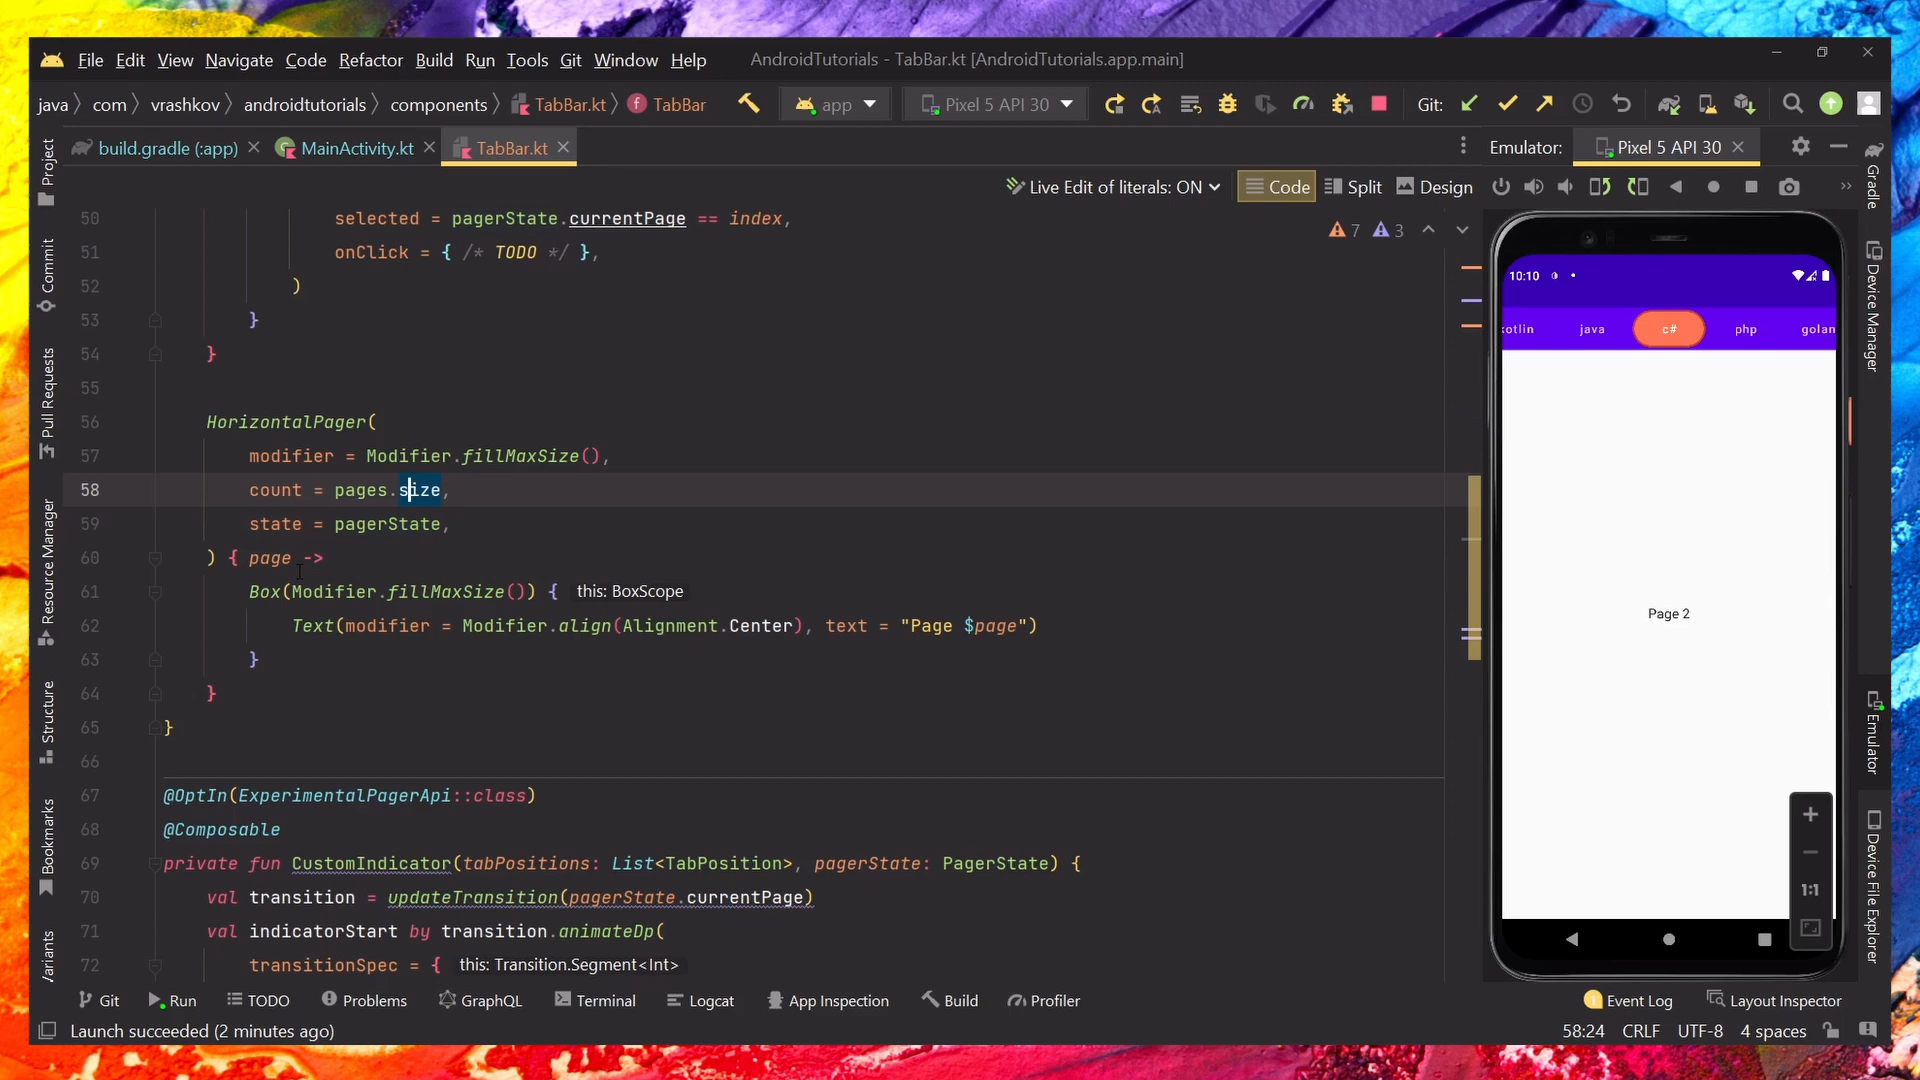 File Edit View Navigate Code Refactor Build Run Tools Git Window Help AndroidTutorials - TabBar.kt [AndroidTutorials.app.main]
java com vrashkov androidtutorials components TabBar.kt TabBar app Pixel 5 API 30 Git:
build.gradle (:app) MainActivity.kt TabBar.kt Emulator: Pixel 5 API 30
Live Edit of literals: ON Code Split Design
Project
Commit
Pull Requests
Resource Manager
Structure
Bookmarks
50 selected = pagerState.currentPage == index,
7 3
51 onClick = { /* TODO */ },
52 )
53 }
54 }
55
56 HorizontalPager(
57 modifier = Modifier.fillMaxSize(),
58 count = pages.size,
59 state = pagerState,
60 ) { page ->
61 Box(Modifier.fillMaxSize()) { this: BoxScope
62 Text(modifier = Modifier.align(Alignment.Center), text = "Page $page")
63 }
64 }
65 }
66
67 @OptIn(ExperimentalPagerApi::class)
68 @Composable
69 private fun CustomIndicator(tabPositions: List<TabPosition>, pagerState: PagerState) {
70 val transition = updateTransition(pagerState.currentPage)
71 val indicatorStart by transition.animateDp(
72 transitionSpec = { this: Transition.Segment<Int>
10:10
otlin java c# php golan
Page 2
1:1
Gradle
Device Manager
Emulator
Device File Explorer
Git Run TODO Problems GraphQL Terminal Logcat App Inspection Build Profiler 1 Event Log Layout Inspector
Launch succeeded (2 minutes ago) 58:24 CRLF UTF-8 4 spaces